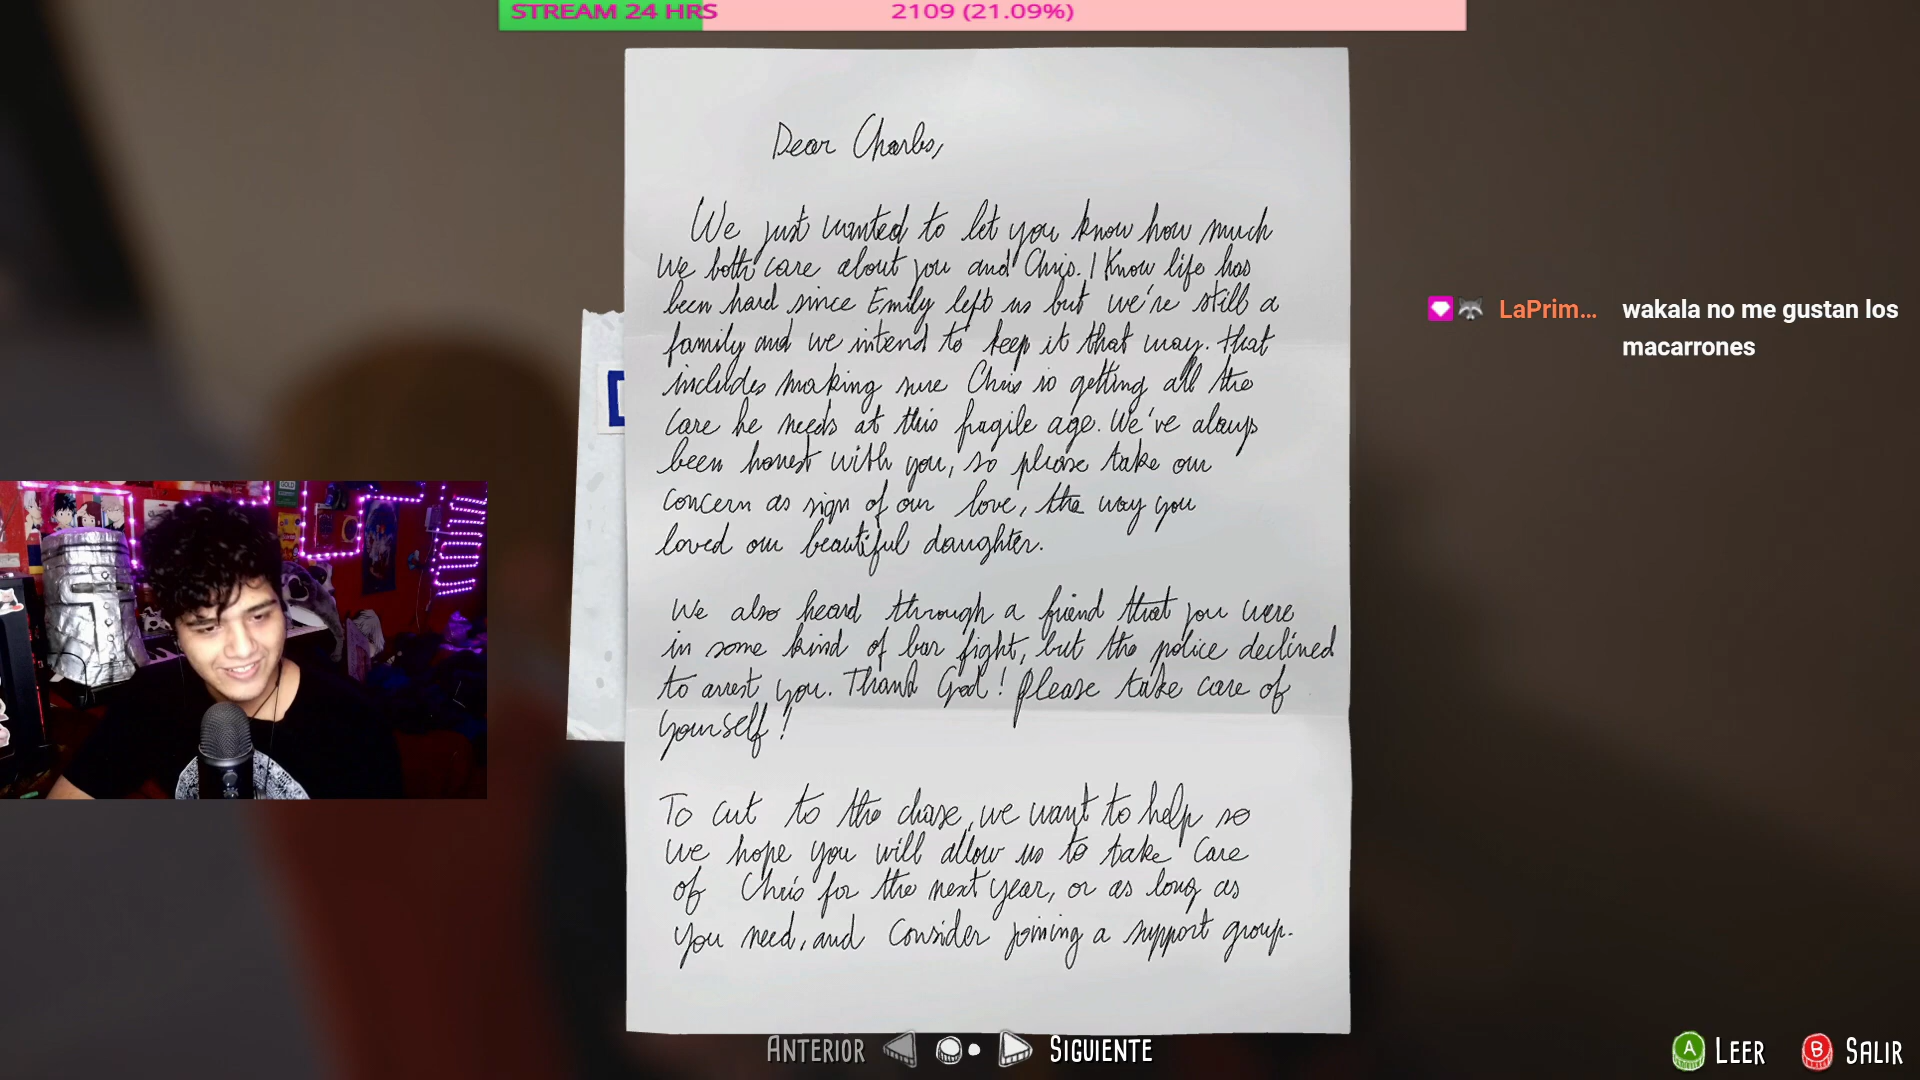 STREAM 24 HRS 2109 (21.09%)
Dear Charles,
We just wanted to let you know how much
we both care about you and Chris. I know life has
been hard since Emily left us but we're still a
family and we intend to keep it that way. that
includes making sure Chris is getting all the
care he needs at this fragile age. We've always
been honest with you, so please take our
concern as sign of our love, the way you
loved our beautiful daughter.
We also heard through a friend that you were
in some kind of bar fight, but the police declined
to arrest you. Thank God! please take care of
yourself!
To cut to the chase, we want to help so
we hope you will allow us to take care
of Chris for the next year, or as long as
you need, and consider joining a support group.
LaPrim... wakala no me gustan los
macarrones
ANTERIOR SIGUIENTE
A LEER B SALIR